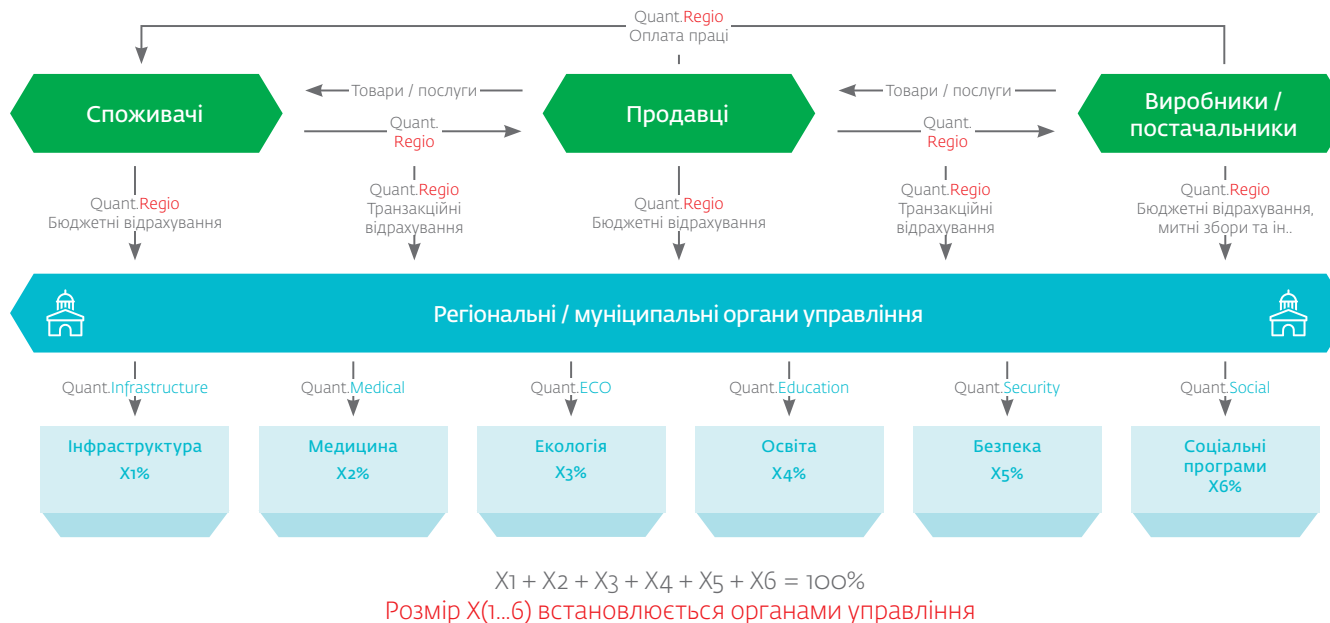 Quant.Regio
Оплата праці
Споживачі
Товари / послуги
Quant.
Regio
Продавці
Товари / послуги
Quant.
Regio
Виробники /
постачальники
Quant.Regio
Бюджетні відрахування
Quant.Regio
Транзакційні
відрахування
Quant.Regio
Бюджетні відрахування
Quant.Regio
Транзакційні
відрахування
Quant.Regio
Бюджетні відрахування,
митні збори та ін..
Регіональні / муніципальні органи управління
Quant.Infrastructure
Quant.Medical
Quant.ECO
Quant.Education
Quant.Security
Quant.Social
Інфраструктура
X1%
Медицина
X2%
Екологія
X3%
Освіта
X4%
Безпека
X5%
Соціальні
програми
X6%
X1 + X2 + X3 + X4 + X5 + X6 = 100%
Розмір X(1...6) встановлюється органами управління